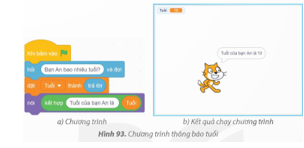 Tuổi 19
Khi bấm vào
Tuổi của bạn An là 19
hỏi Bạn An bao nhiêu tuổi? và đợi
đặt Tuổi thành trả lời
nói kết hợp Tuổi của bạn An là Tuổi
a) Chương trình
b) Kết quả chạy chương trình
Hình 93. Chương trình thông báo tuổi